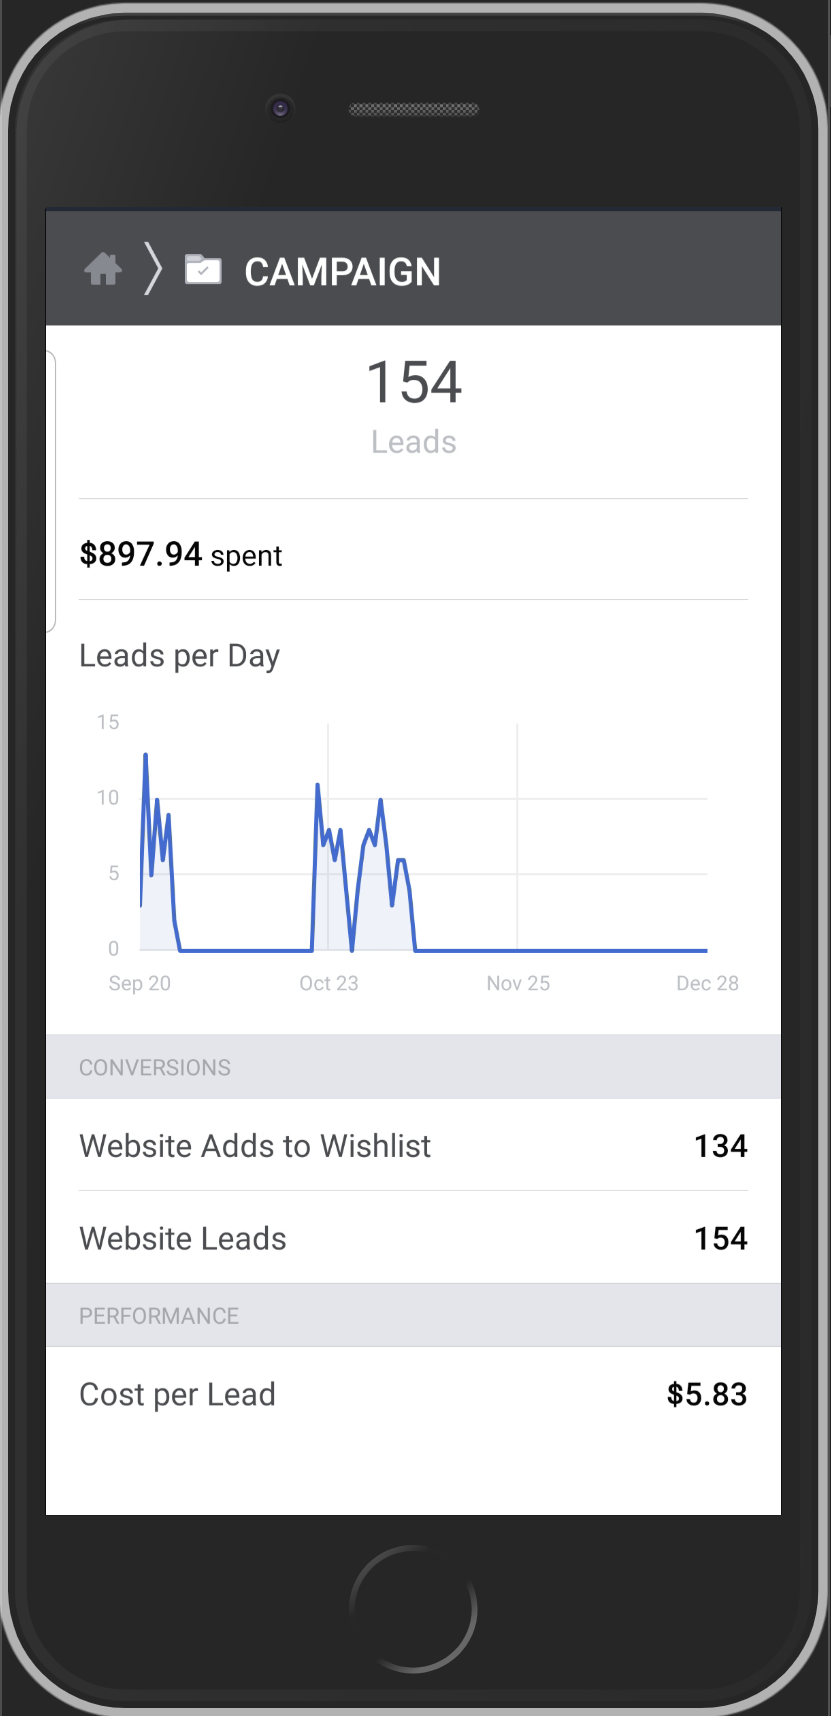 CAMPAIGN
154
Leads
$897.94 spent
Leads per Day
15
10
5
0
Sep 20 Oct 23 Nov 25 Dec 28
CONVERSIONS
Website Adds to Wishlist 134
Website Leads 154
PERFORMANCE
Cost per Lead $5.83